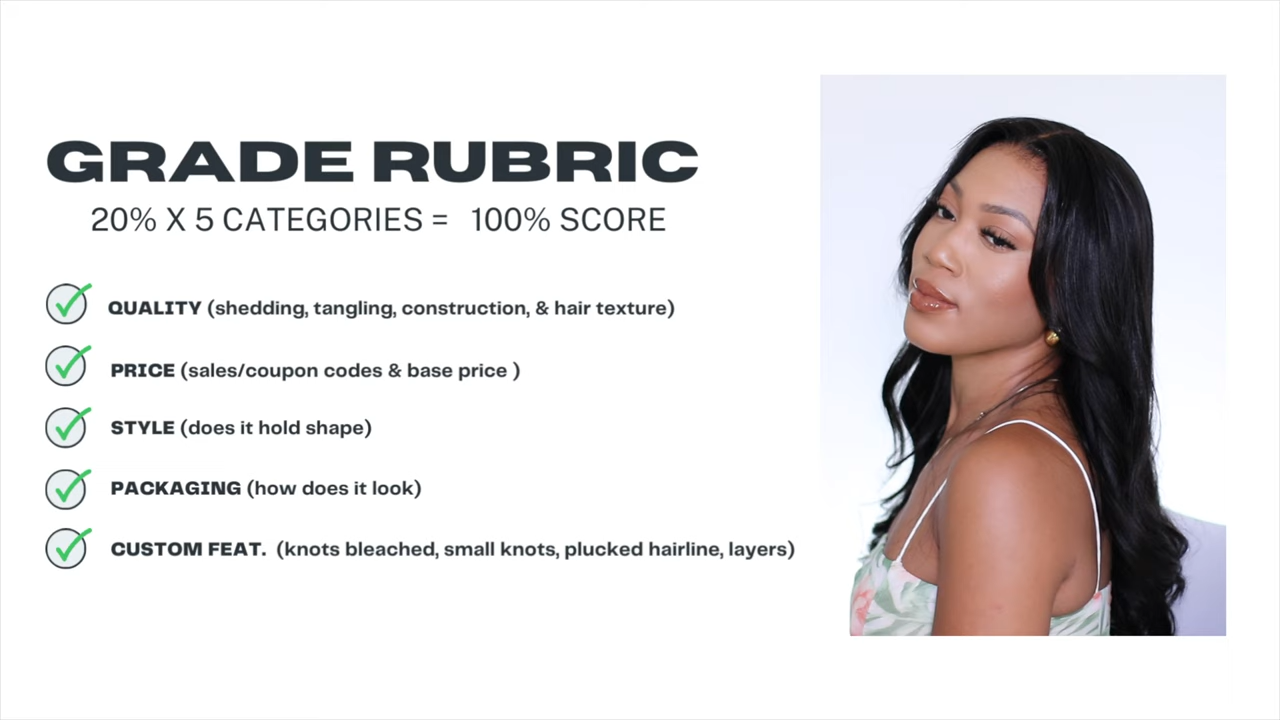 GRADE RUBRIC
20% X 5 CATEGORIES = 100% SCORE
QUALITY (shedding, tangling, construction, & hair texture)
PRICE (sales/coupon codes & base price )
STYLE (does it hold shape)
PACKAGING (how does it look)
CUSTOM FEAT. (knots bleached, small knots, plucked hairline, layers)